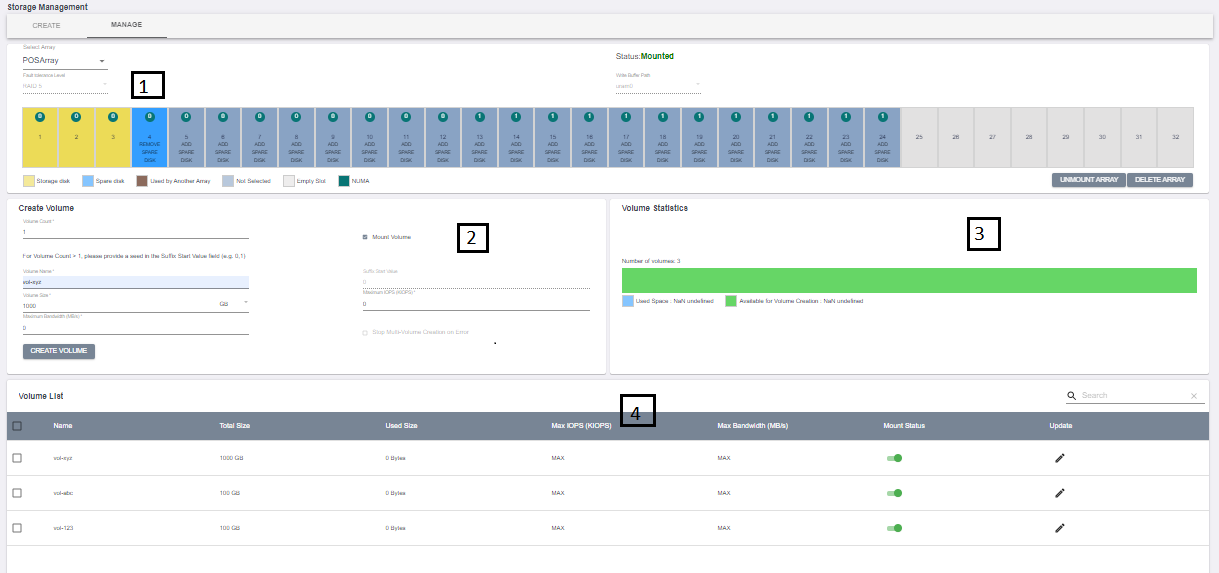 Storage Management
CREATE MANAGE
Select Array
POSArray
Status:Mounted
Fault tolerance Level
RAID 5
Write Buffer Path
uram0
1
0 0 0 0 0 0 0 0 0 0 0 0 1 1 1 1 1 1 1 1 1 1 1 1
1 2 3 4 5 6 7 8 9 10 11 12 13 14 15 16 17 18 19 20 21 22 23 24 25 26 27 28 29 30 31 32
REMOVE ADD ADD ADD ADD ADD ADD ADD ADD ADD ADD ADD ADD ADD ADD ADD ADD ADD ADD ADD ADD
SPARE SPARE SPARE SPARE SPARE SPARE SPARE SPARE SPARE SPARE SPARE SPARE SPARE SPARE SPARE SPARE SPARE SPARE SPARE SPARE SPARE
DISK DISK DISK DISK DISK DISK DISK DISK DISK DISK DISK DISK DISK DISK DISK DISK DISK DISK DISK DISK DISK
Storage disk Spare disk Used by Another Array Not Selected Empty Slot NUMA
UNMOUNT ARRAY DELETE ARRAY
Create Volume
Volume Count *
1
Mount Volume
2
For Volume Count > 1, please provide a seed in the Suffix Start Value field (e.g. 0,1)
Volume Name *
vol-xyz
Suffix Start Value
0
Volume Size *
1000 GB
Maximum IOPS (KIOPS) *
0
Maximum Bandwidth (MB/s)
0
Stop Multi-Volume Creation on Error
CREATE VOLUME
Volume Statistics
3
Number of volumes: 3
Used Space : NaN undefined Available for Volume Creation : NaN undefined
Volume List
4
Search
Name Total Size Used Size Max IOPS (KIOPS) Max Bandwidth (MB/s) Mount Status Update
vol-xyz 1000 GB 0 Bytes MAX MAX
vol-abc 100 GB 0 Bytes MAX MAX
vol-123 100 GB 0 Bytes MAX MAX